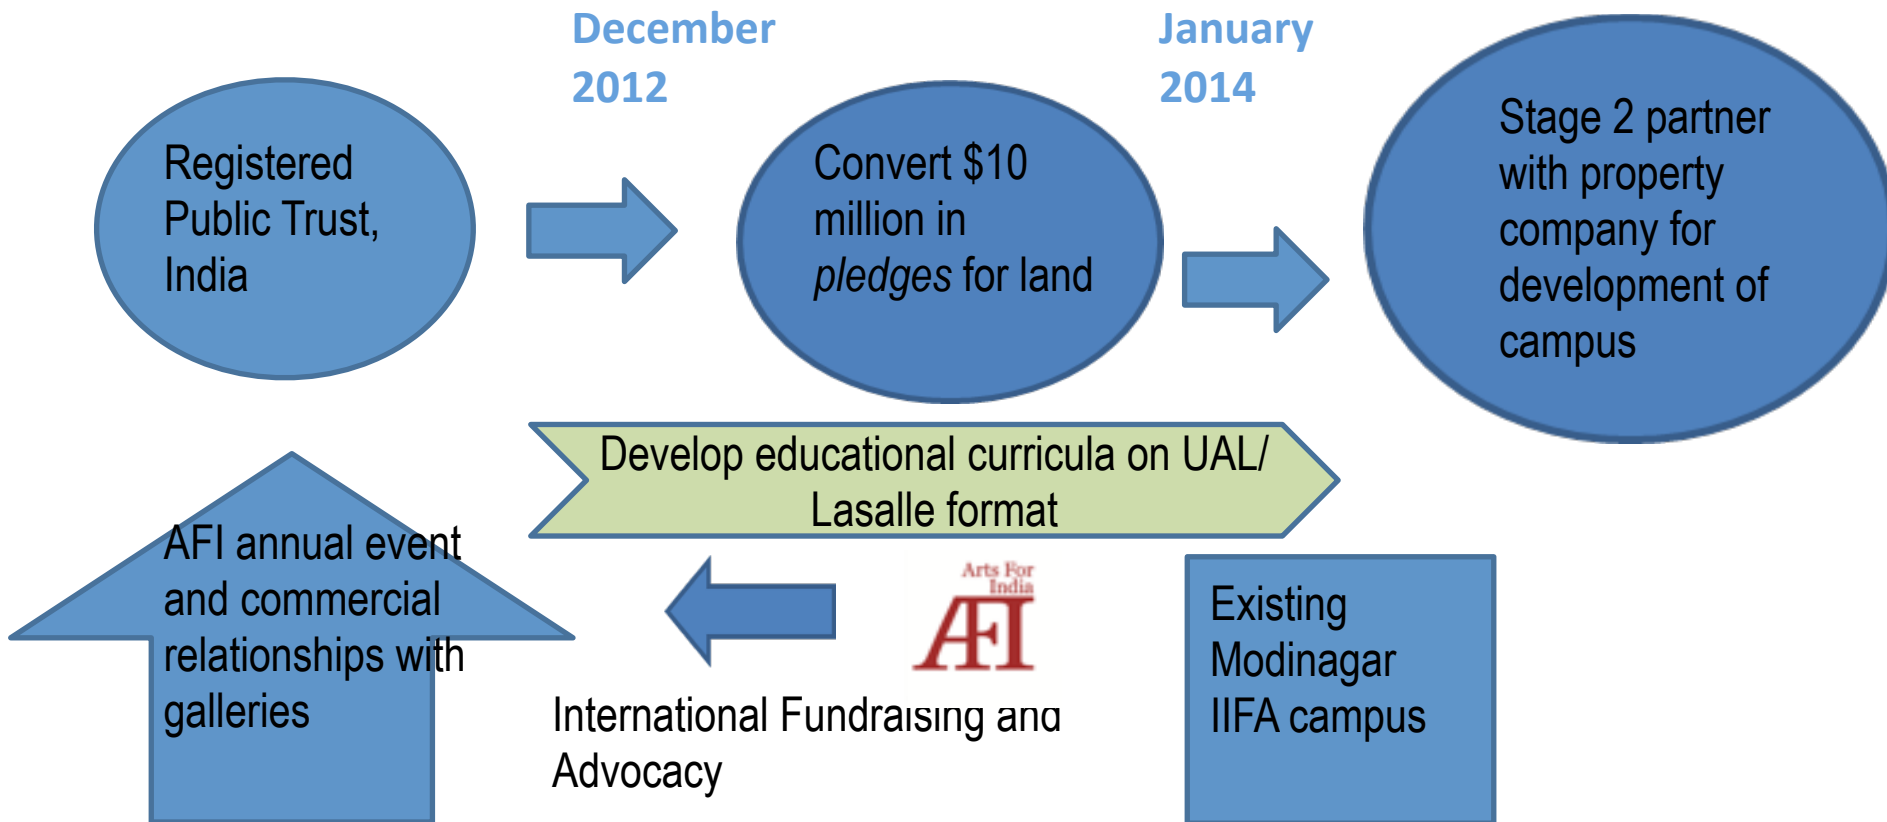 December
2012
January
2014
Registered
Public Trust,
India
Convert $10
million in
pledges for land
Stage 2 partner
with property
company for
development of
campus
Develop educational curricula on UAL/
Lasalle format
AFI annual event
and commercial
relationships with
galleries
Arts For
India
AFI
International Fundraising and
Advocacy
Existing
Modinagar
IIFA campus